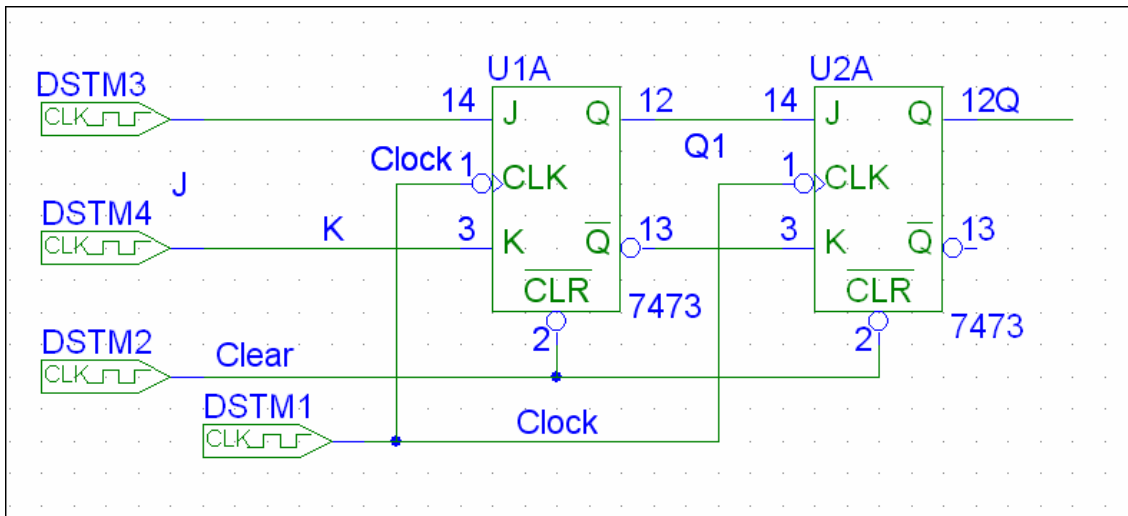 U1A
U2A
DSTM3
CLK
14
J
Q
12
14
J
Q
12Q
Q1
Clock
1
CLK
1
CLK
J
DSTM4
CLK
K
3
K
Q
13
3
K
Q
13
CLR
CLR
7473
7473
2
2
DSTM2
CLK
Clear
DSTM1
CLK
Clock